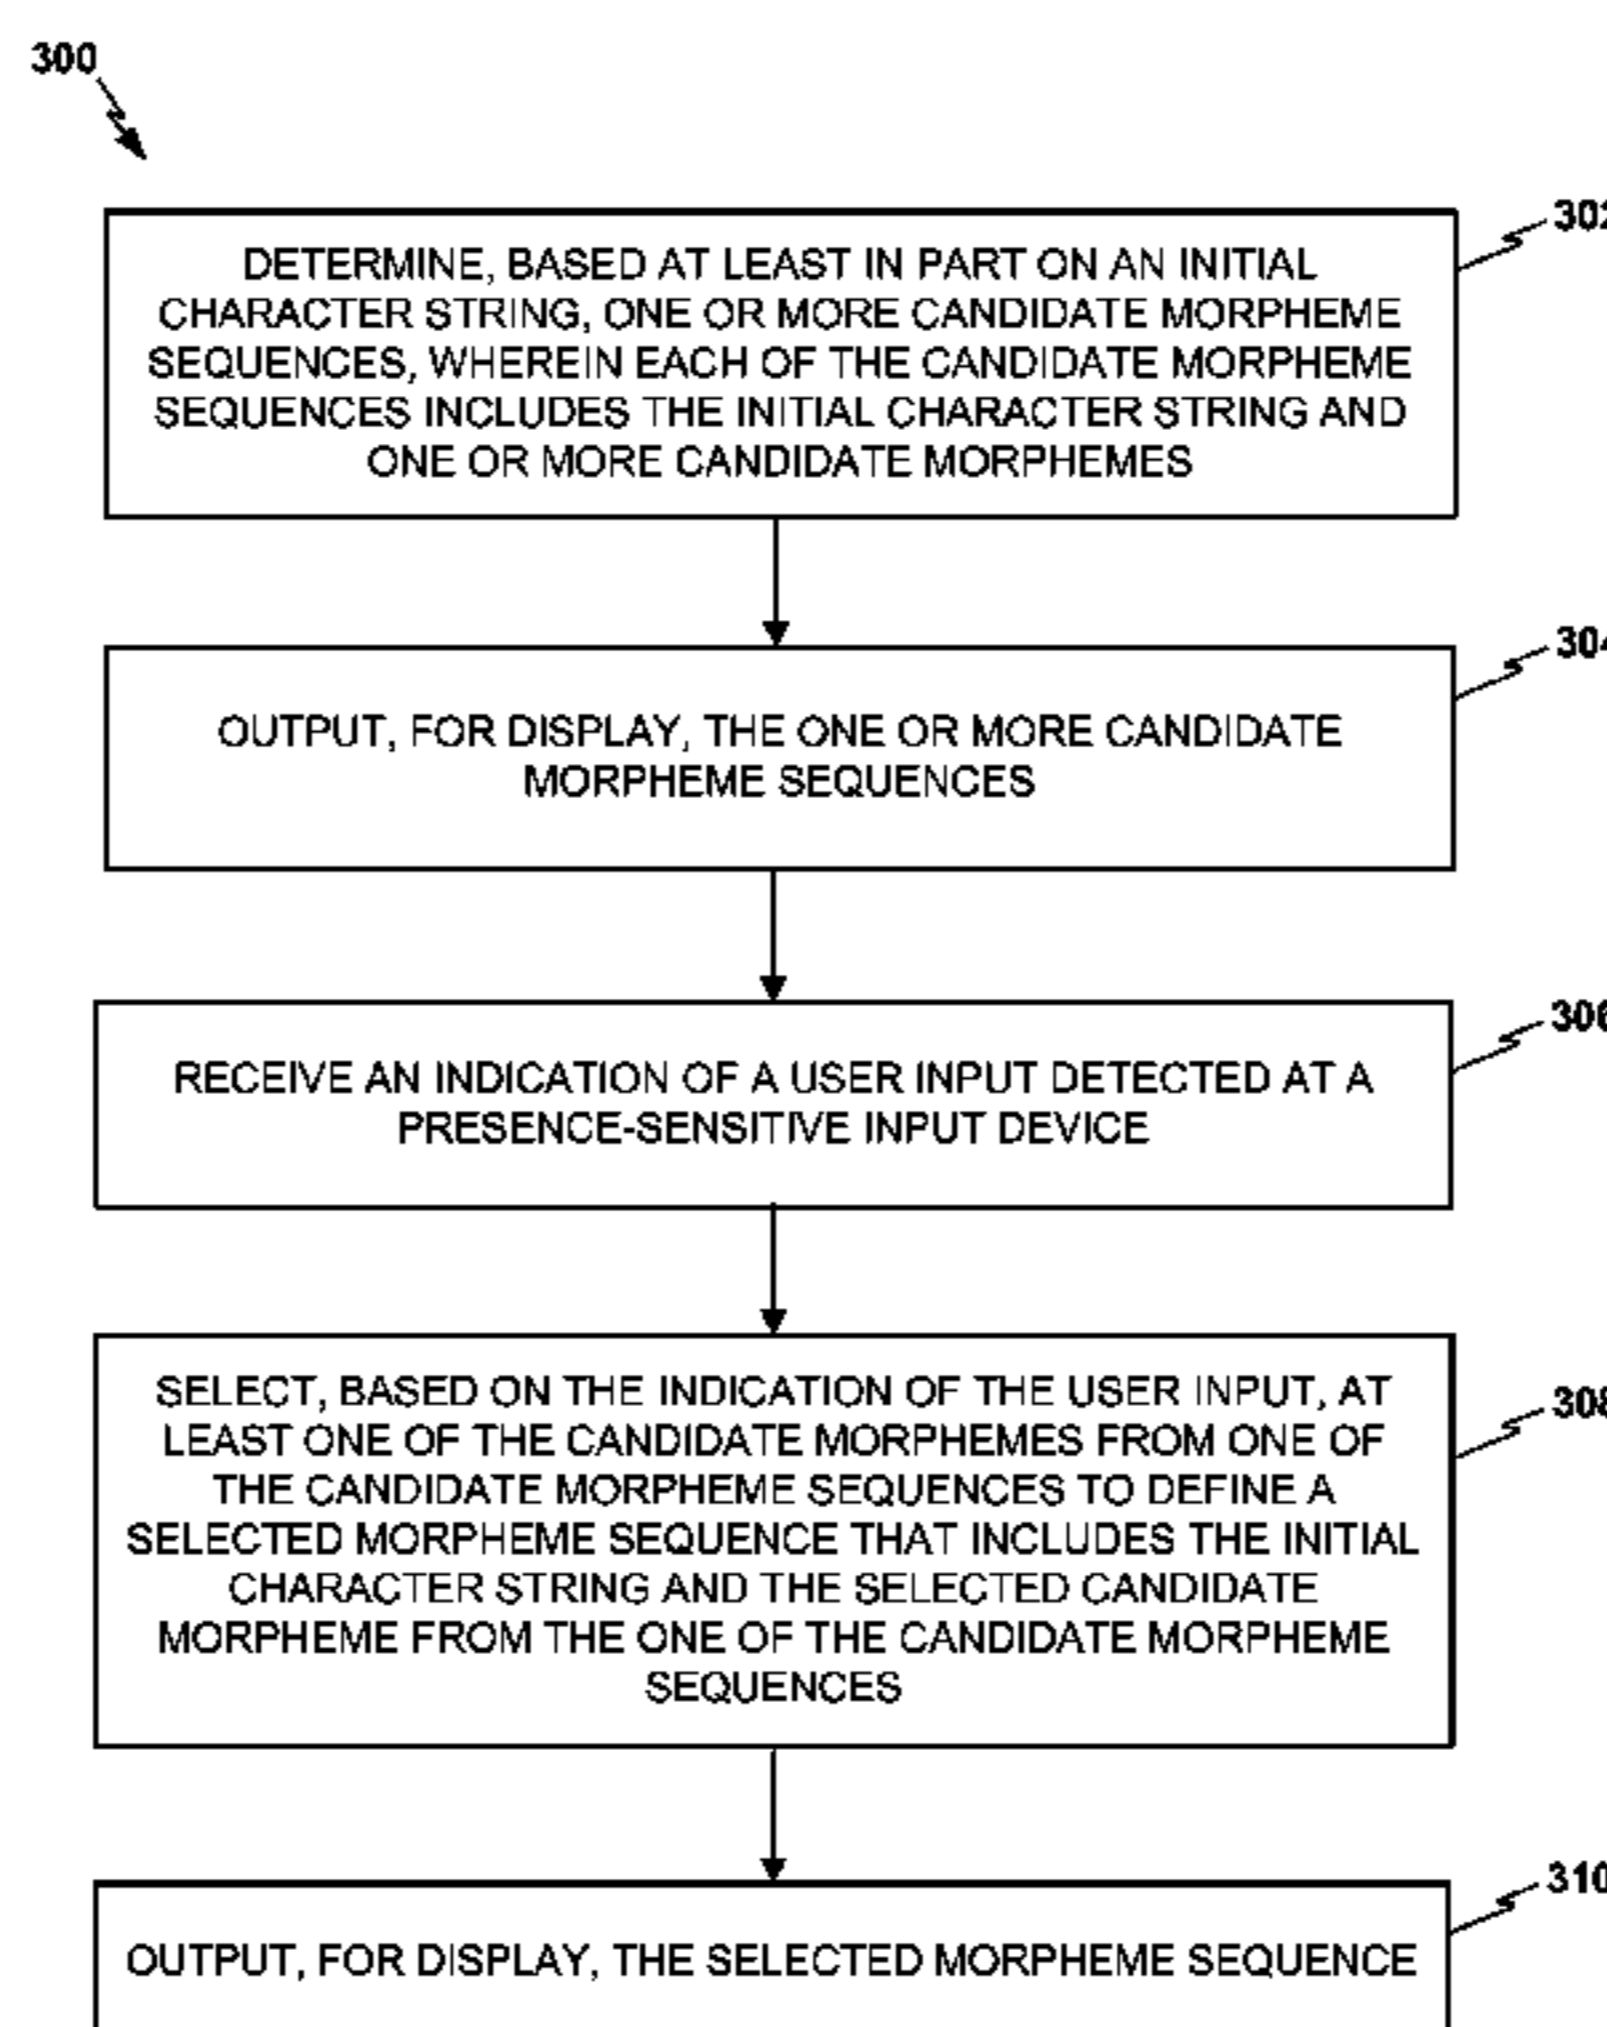 300
302
DETERMINE, BASED AT LEAST IN PART ON AN INITIAL
CHARACTER STRING, ONE OR MORE CANDIDATE MORPHEME
SEQUENCES, WHEREIN EACH OF THE CANDIDATE MORPHEME
SEQUENCES INCLUDES THE INITIAL CHARACTER STRING AND
ONE OR MORE CANDIDATE MORPHEMES
304
OUTPUT, FOR DISPLAY, THE ONE OR MORE CANDIDATE
MORPHEME SEQUENCES
306
RECEIVE AN INDICATION OF A USER INPUT DETECTED AT A
PRESENCE-SENSITIVE INPUT DEVICE
308
SELECT, BASED ON THE INDICATION OF THE USER INPUT, AT
LEAST ONE OF THE CANDIDATE MORPHEMES FROM ONE OF
THE CANDIDATE MORPHEME SEQUENCES TO DEFINE A
SELECTED MORPHEME SEQUENCE THAT INCLUDES THE INITIAL
CHARACTER STRING AND THE SELECTED CANDIDATE
MORPHEME FROM THE ONE OF THE CANDIDATE MORPHEME
SEQUENCES
310
OUTPUT, FOR DISPLAY, THE SELECTED MORPHEME SEQUENCE